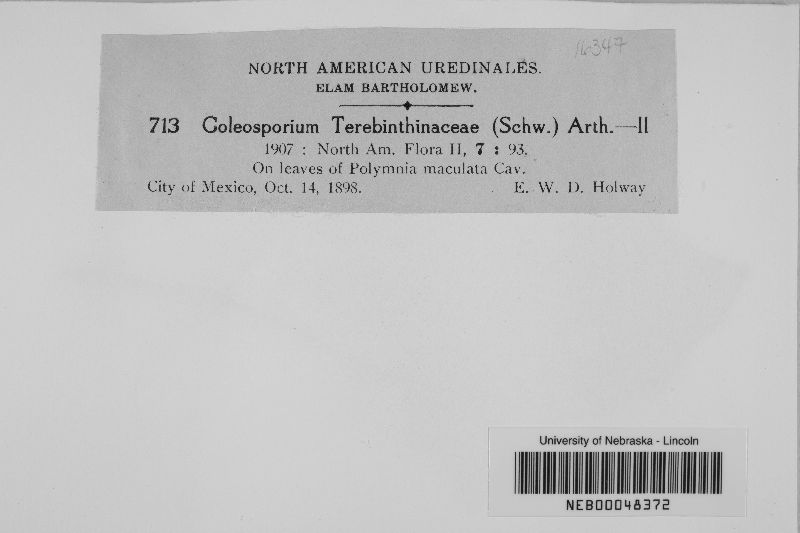 16347
NORTH AMERICAN UREDINALES.
ELAM BARTHOLOMEW.
713 Coleosporium Terebinthinaceae (Schw.) Arth.—II
1907 : North Am. Flora II, 7 : 93.
On leaves of Polymnia maculata Cav.
City of Mexico, Oct. 14, 1898. E. W. D. Holway
University of Nebraska - Lincoln
NEB00048372